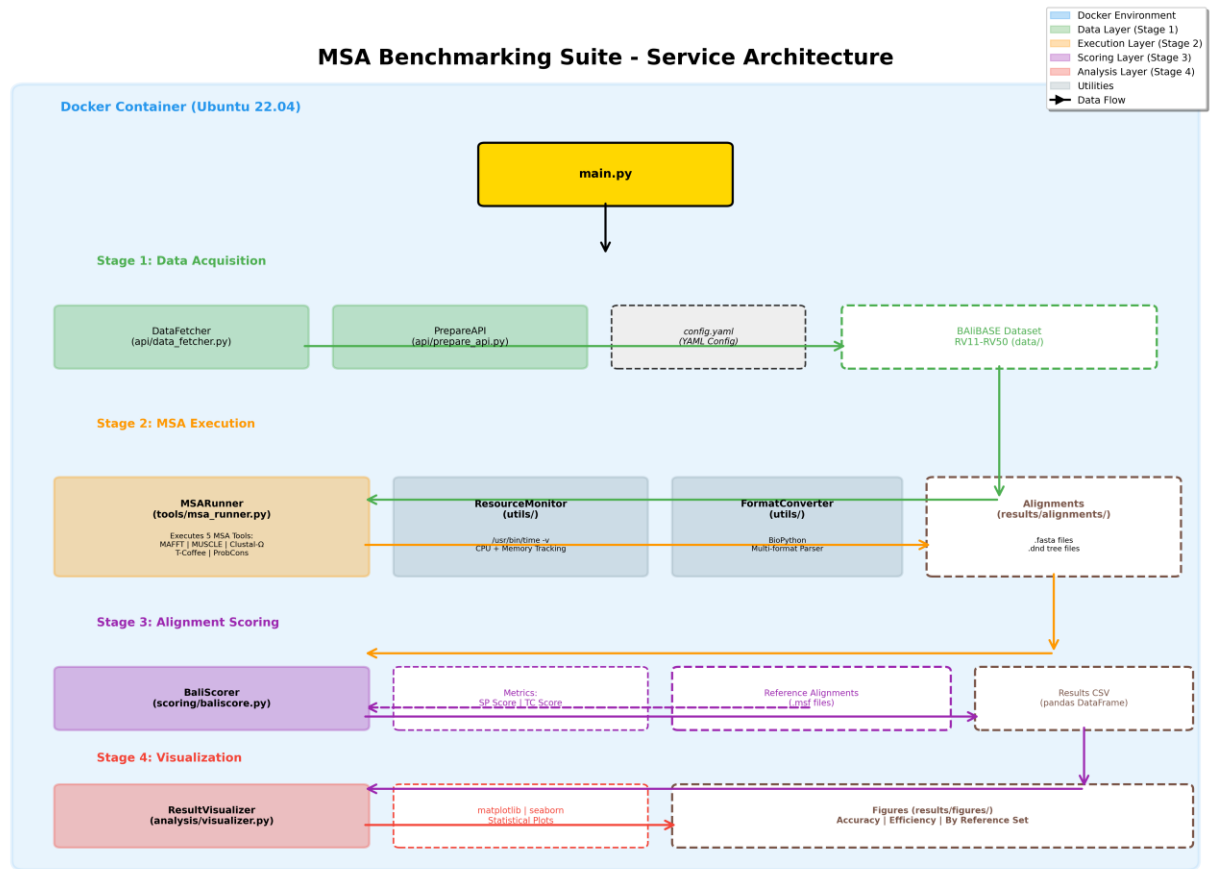 Docker Environment
Data Layer (Stage 1)
Execution Layer (Stage 2)
Scoring Layer (Stage 3)
Analysis Layer (Stage 4)
Utilities
Data Flow
MSA Benchmarking Suite - Service Architecture
Docker Container (Ubuntu 22.04)
main.py
Stage 1: Data Acquisition
DataFetcher
(api/data_fetcher.py)
PrepareAPI
(api/prepare_api.py)
config.yaml
(YAML Config)
BAliBASE Dataset
RV11-RV50 (data/)
Stage 2: MSA Execution
MSARunner
(tools/msa_runner.py)
Executes 5 MSA Tools:
MAFFT | MUSCLE | Clustal-Ω
T-Coffee | ProbCons
ResourceMonitor
(utils/)
/usr/bin/time -v
CPU + Memory Tracking
FormatConverter
(utils/)
BioPython
Multi-format Parser
Alignments
(results/alignments/)
.fasta files
.dnd tree files
Stage 3: Alignment Scoring
BaliScorer
(scoring/baliscore.py)
Metrics:
SP Score | TC Score
Reference Alignments
(.msf files)
Results CSV
(pandas DataFrame)
Stage 4: Visualization
ResultVisualizer
(analysis/visualizer.py)
matplotlib | seaborn
Statistical Plots
Figures (results/figures/)
Accuracy | Efficiency | By Reference Set